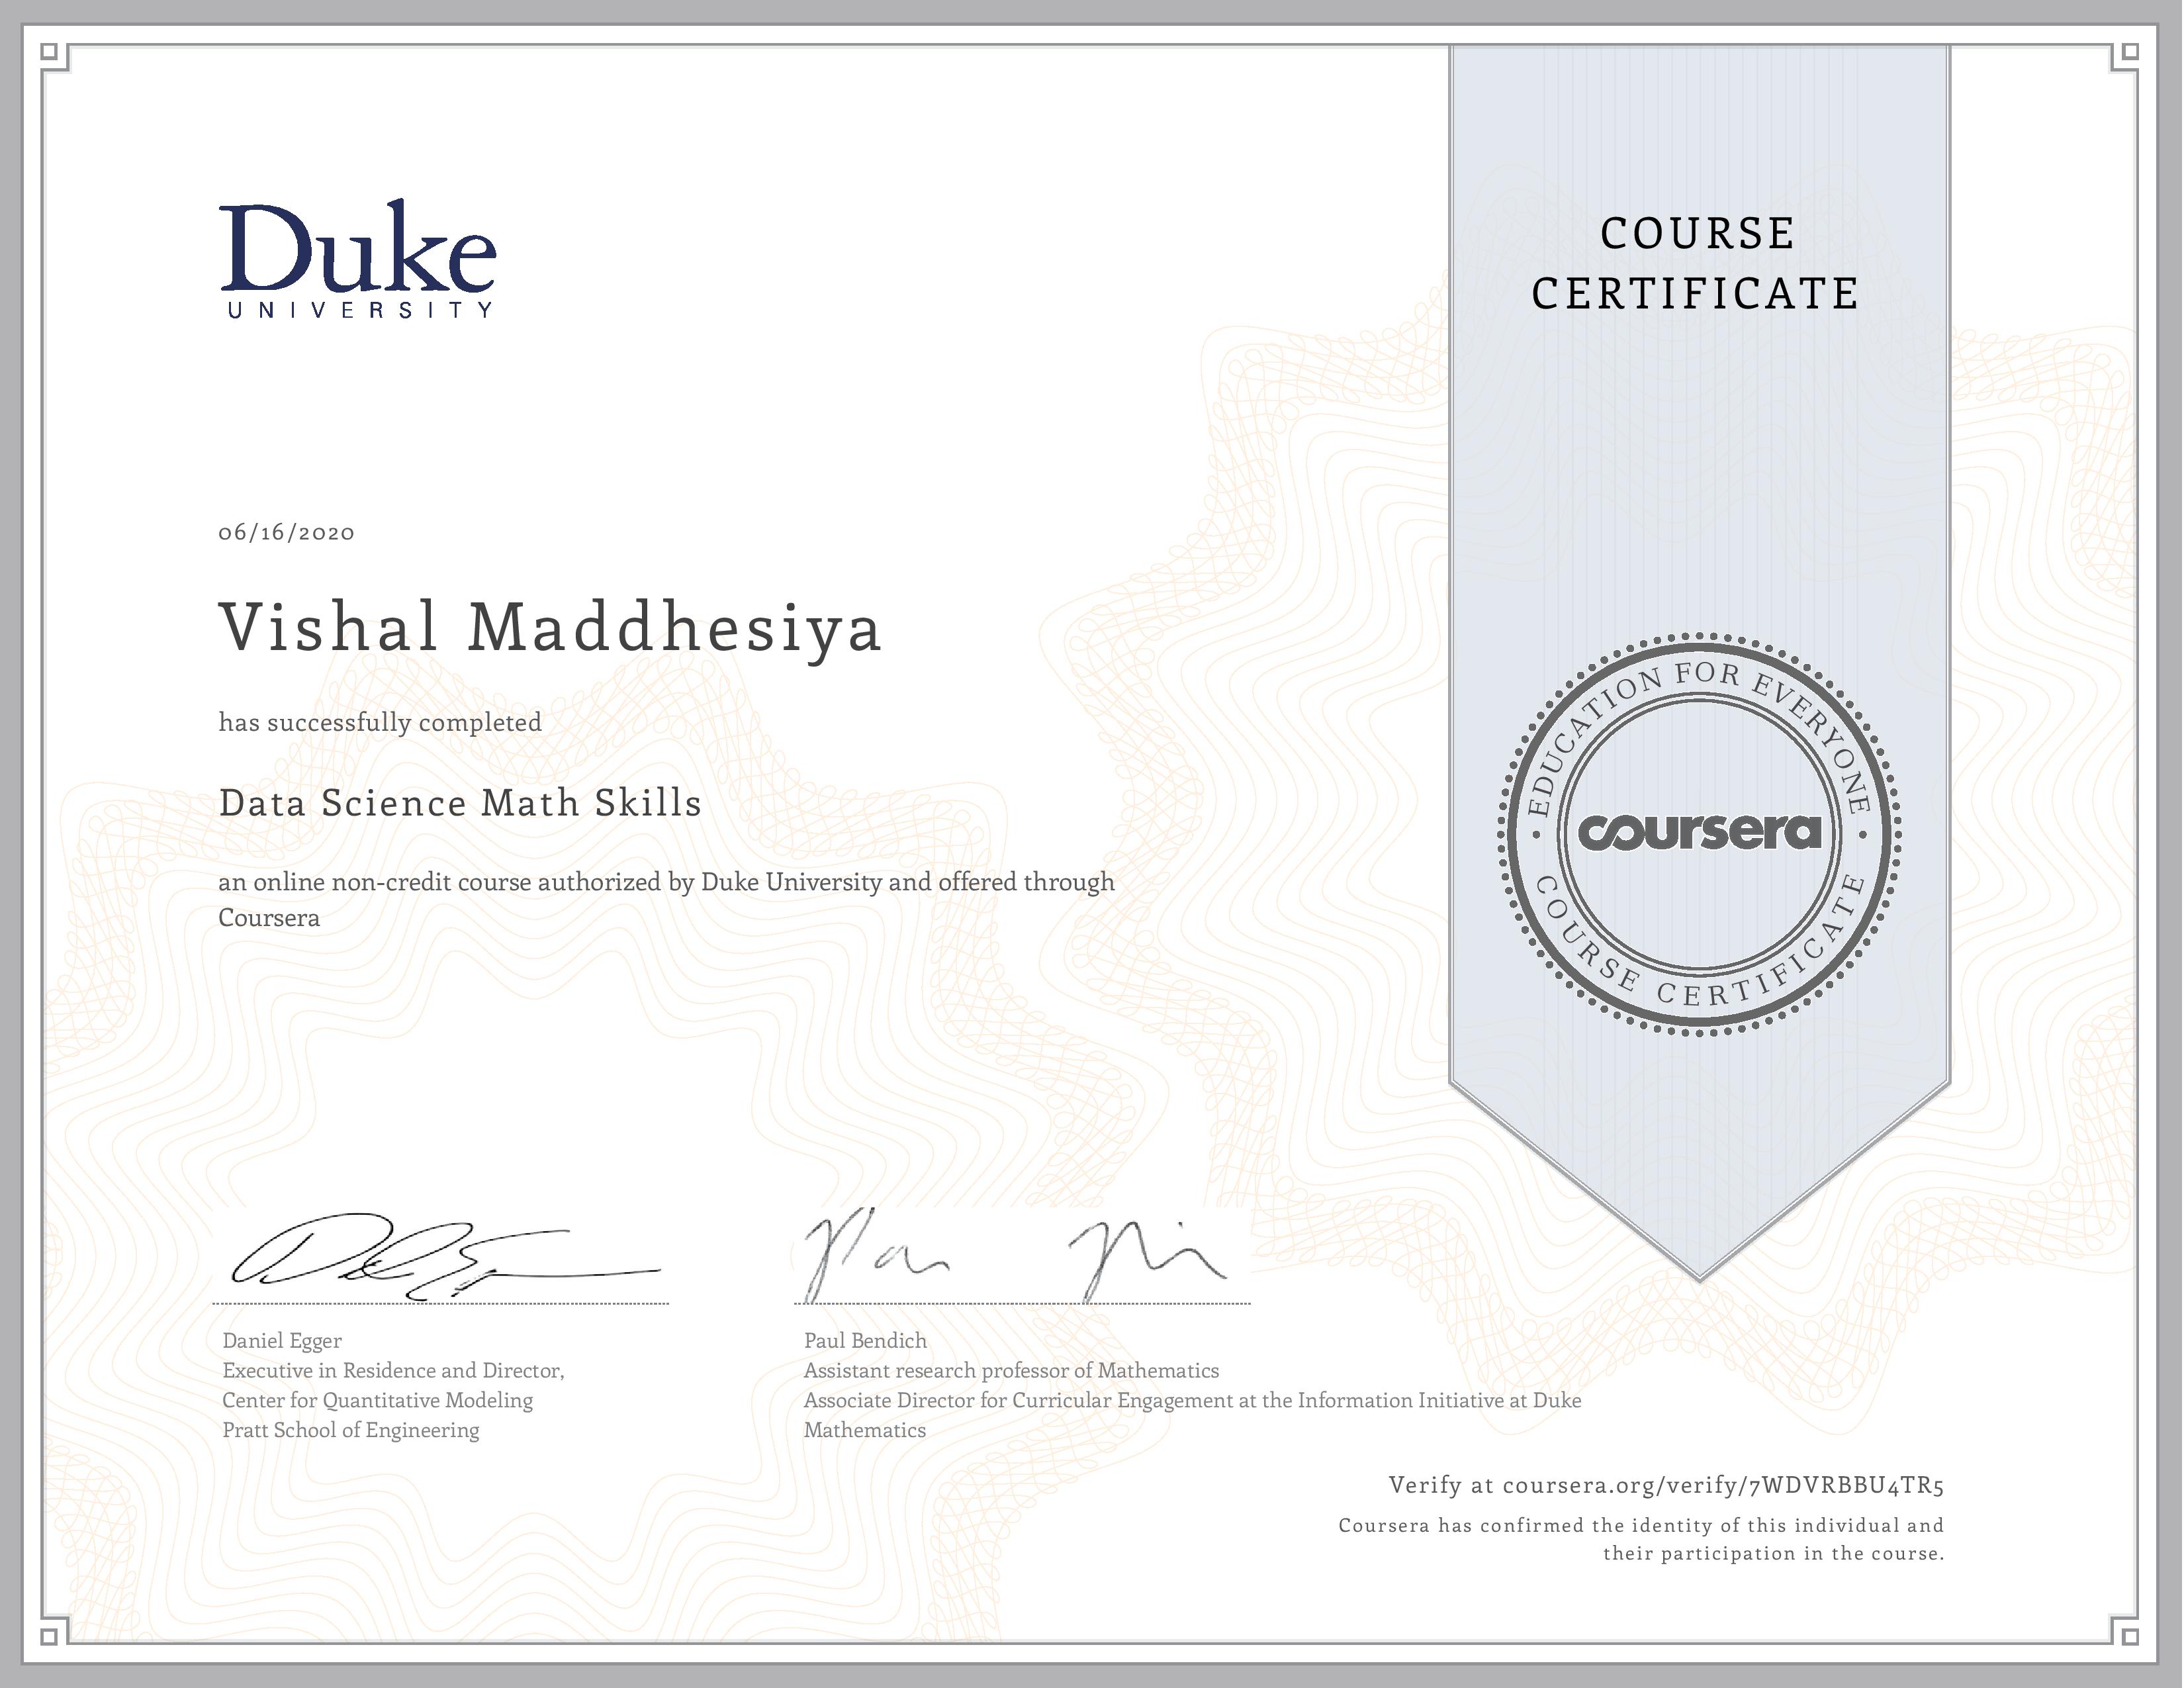 Duke
UNIVERSITY
COURSE
CERTIFICATE
06/16/2020
Vishal Maddhesiya
has successfully completed
Data Science Math Skills
an online non-credit course authorized by Duke University and offered through
Coursera
EDUCATION FOR EVERYONE
coursera
COURSE CERTIFICATE
Daniel Egger
Executive in Residence and Director,
Center for Quantitative Modeling
Pratt School of Engineering
Paul Bendich
Assistant research professor of Mathematics
Associate Director for Curricular Engagement at the Information Initiative at Duke
Mathematics
Verify at coursera.org/verify/7WDVRBBU4TR5
Coursera has confirmed the identity of this individual and
their participation in the course.